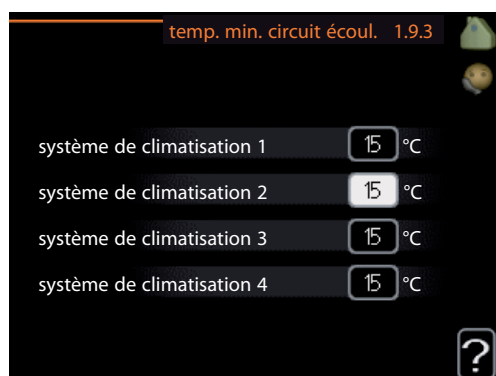 temp. min. circuit écoul. 1.9.3
système de climatisation 1 15 °C
système de climatisation 2 15 °C
système de climatisation 3 15 °C
système de climatisation 4 15 °C
?